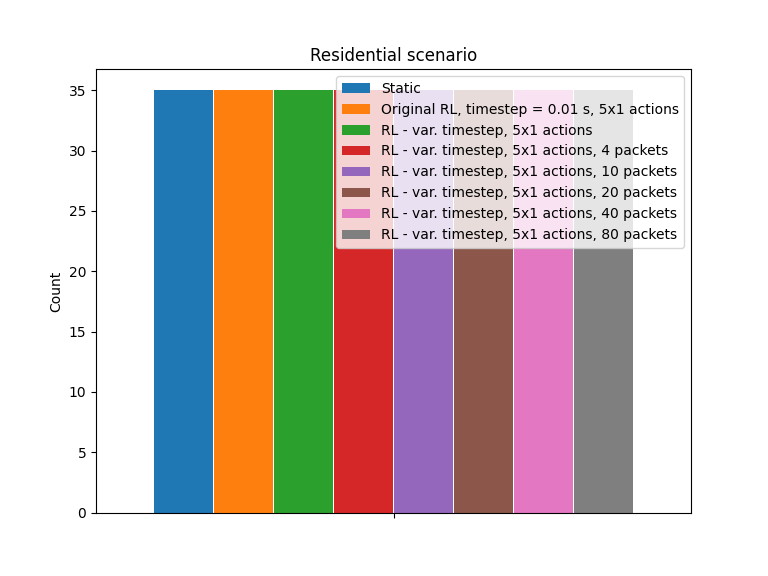 Residential scenario
Count
35
30
25
20
15
10
5
0
Static
Original RL, timestep = 0.01 s, 5x1 actions
RL - var. timestep, 5x1 actions
RL - var. timestep, 5x1 actions, 4 packets
RL - var. timestep, 5x1 actions, 10 packets
RL - var. timestep, 5x1 actions, 20 packets
RL - var. timestep, 5x1 actions, 40 packets
RL - var. timestep, 5x1 actions, 80 packets